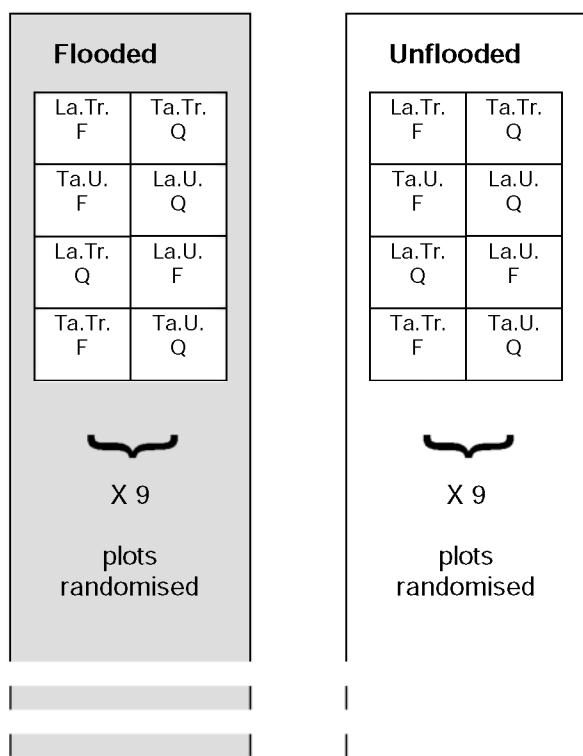 Flooded
La.Tr. Ta.Tr.
F Q
Ta.U. La.U.
F Q
La.Tr. La.U.
Q F
Ta.Tr. Ta.U.
F Q
X 9
plots
randomised
Unflooded
La.Tr. Ta.Tr.
F Q
Ta.U. La.U.
F Q
La.Tr. La.U.
Q F
Ta.Tr. Ta.U.
F Q
X 9
plots
randomised